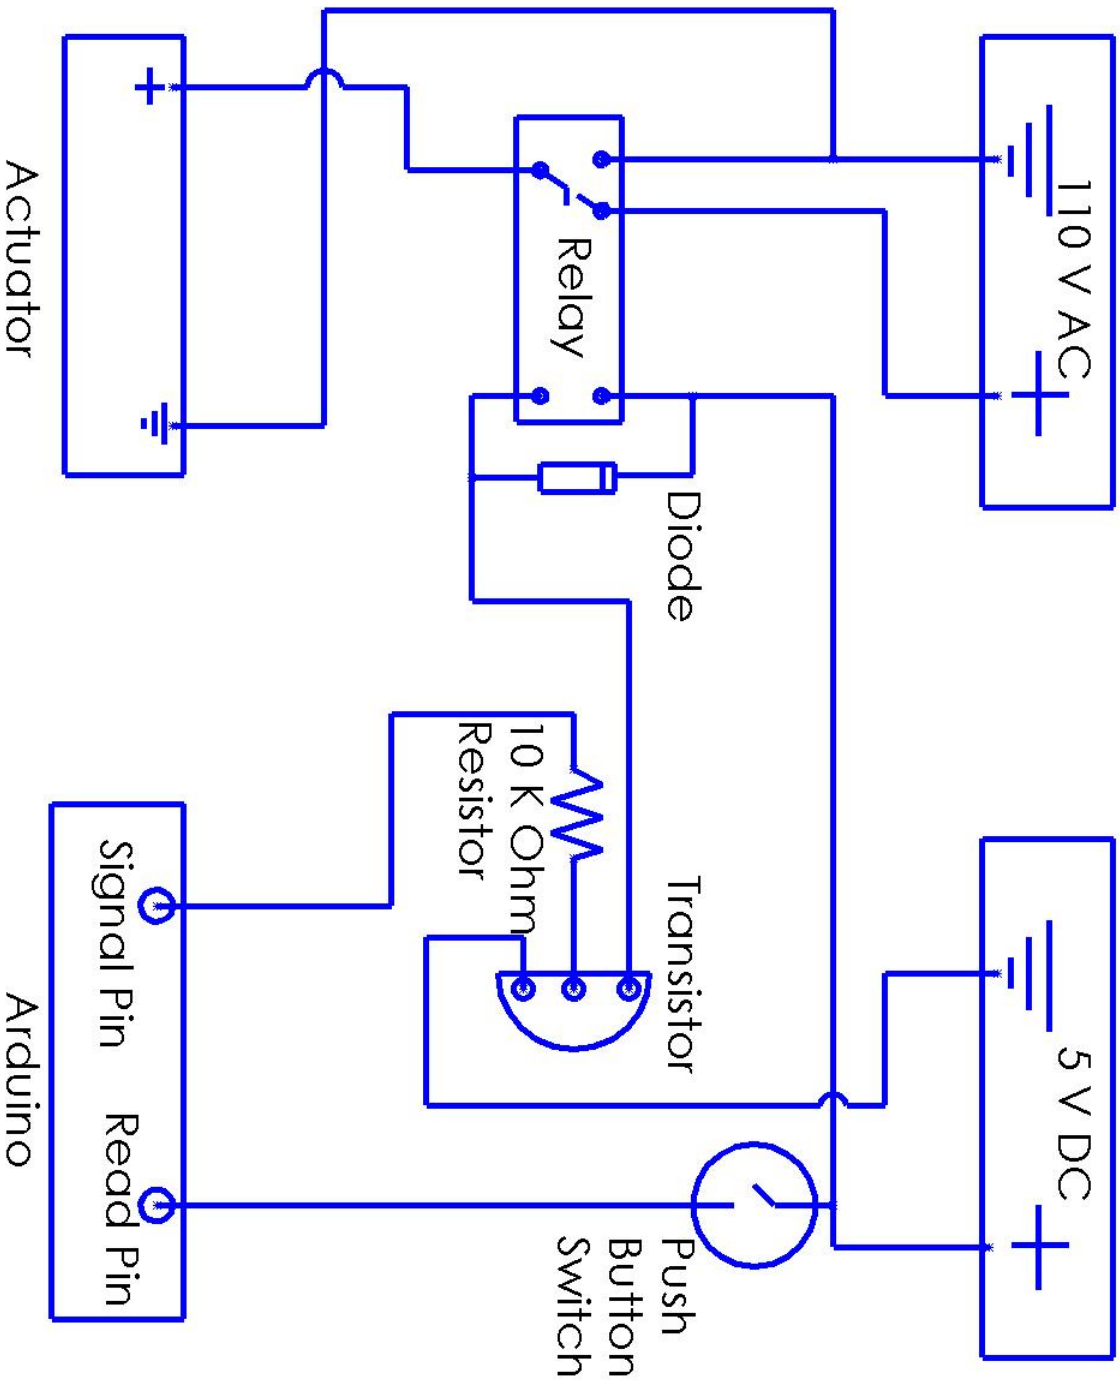 110 V AC
5 V DC
Relay
Diode
Transistor
Push
Button
Switch
10 K Ohm
Resistor
Signal Pin
Read Pin
Actuator
Arduino